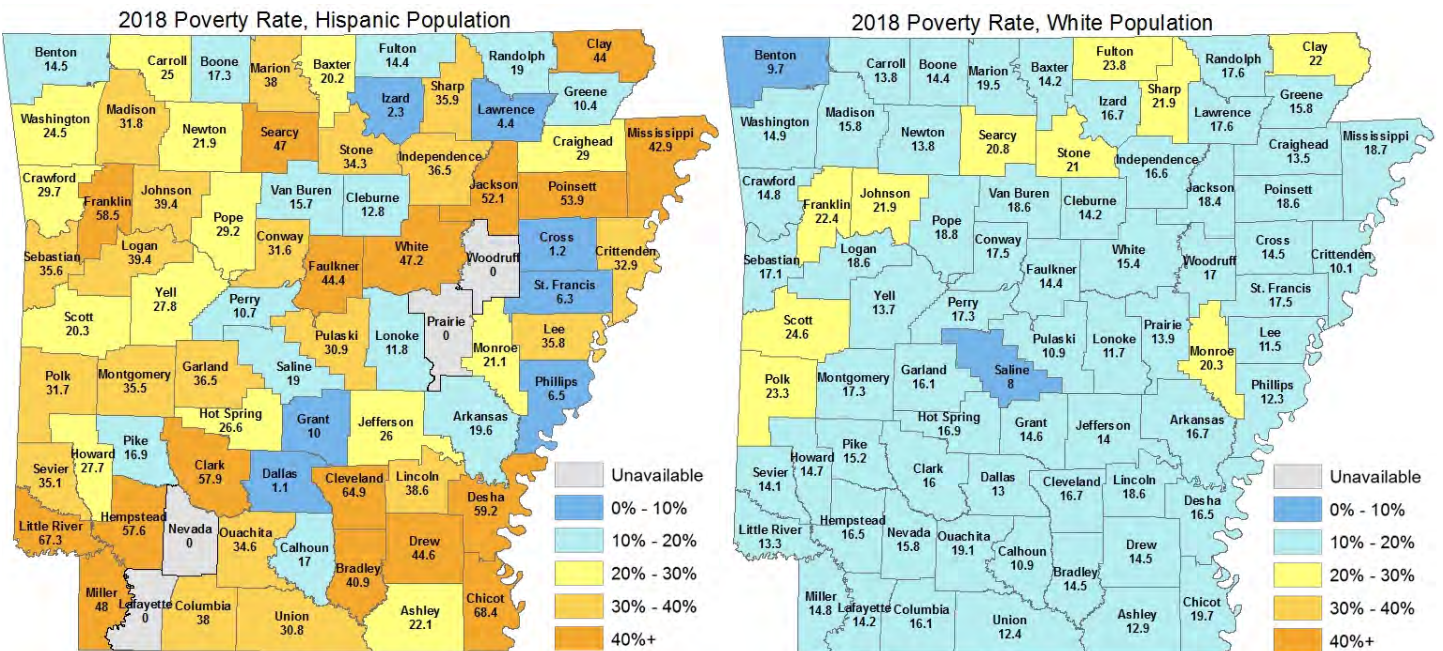 2018 Poverty Rate, Hispanic Population
Benton
14.5
Carroll
25
Boone
17.3
Marion
38
Baxter
20.2
Fulton
14.4
Randolph
19
Clay
44
Sharp
35.9
Izard
2.3
Lawrence
4.4
Greene
10.4
Washington
24.5
Madison
31.8
Newton
21.9
Searcy
47
Stone
34.3
Independence
36.5
Craighead
29
Mississippi
42.9
Crawford
29.7
Franklin
58.5
Johnson
39.4
Pope
29.2
Van Buren
15.7
Cleburne
12.8
Jackson
52.1
Poinsett
53.9
Sebastian
35.6
Logan
39.4
Conway
31.6
Faulkner
44.4
White
47.2
Woodruff
0
Cross
1.2
Crittenden
32.9
St. Francis
6.3
Scott
20.3
Yell
27.8
Perry
10.7
Pulaski
30.9
Lonoke
11.8
Prairie
0
Monroe
21.1
Lee
35.8
Phillips
6.5
Polk
31.7
Montgomery
35.5
Garland
36.5
Saline
19
Hot Spring
26.6
Grant
10
Jefferson
26
Arkansas
19.6
Sevier
35.1
Howard
27.7
Pike
16.9
Clark
57.9
Dallas
1.1
Cleveland
64.9
Lincoln
38.6
Desha
59.2
Little River
67.3
Hempstead
57.6
Nevada
0
Ouachita
34.6
Calhoun
17
Bradley
40.9
Drew
44.6
Chicot
68.4
Miller
48
Lafayette
0
Columbia
38
Union
30.8
Ashley
22.1
Unavailable
0% - 10%
10% - 20%
20% - 30%
30% - 40%
40%+
2018 Poverty Rate, White Population
Benton
9.7
Carroll
13.8
Boone
14.4
Marion
19.5
Baxter
14.2
Fulton
23.8
Randolph
17.6
Clay
22
Sharp
21.9
Izard
16.7
Lawrence
17.6
Greene
15.8
Washington
14.9
Madison
15.8
Newton
13.8
Searcy
20.8
Stone
21
Independence
16.6
Craighead
13.5
Mississippi
18.7
Crawford
14.8
Franklin
22.4
Johnson
21.9
Pope
18.8
Van Buren
18.6
Cleburne
14.2
Jackson
18.4
Poinsett
18.6
Sebastian
17.1
Logan
18.6
Conway
17.5
Faulkner
14.4
White
15.4
Woodruff
17
Cross
14.5
Crittenden
10.1
St. Francis
17.5
Scott
24.6
Yell
13.7
Perry
17.3
Pulaski
10.9
Lonoke
11.7
Prairie
13.9
Monroe
20.3
Lee
11.5
Phillips
12.3
Polk
23.3
Montgomery
17.3
Garland
16.1
Saline
8
Hot Spring
16.9
Grant
14.6
Jefferson
14
Arkansas
16.7
Sevier
14.1
Howard
14.7
Pike
15.2
Clark
16
Dallas
13
Cleveland
16.7
Lincoln
18.6
Desha
16.5
Little River
13.3
Hempstead
16.5
Nevada
15.8
Ouachita
19.1
Calhoun
10.9
Bradley
14.5
Drew
14.5
Chicot
19.7
Miller
14.8
Lafayette
14.2
Columbia
16.1
Union
12.4
Ashley
12.9
Unavailable
0% - 10%
10% - 20%
20% - 30%
30% - 40%
40%+